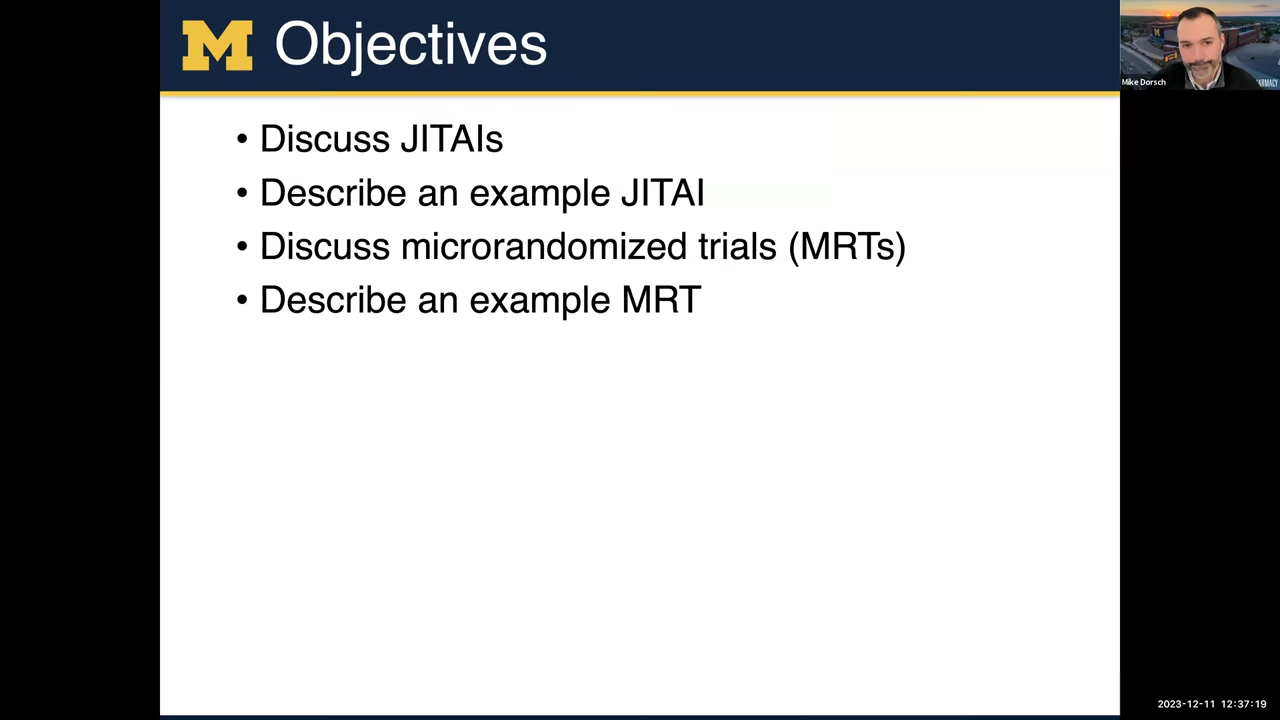 M Objectives
• Discuss JITAIs
• Describe an example JITAI
• Discuss microrandomized trials (MRTs)
• Describe an example MRT
Mike Dorsch
2023-12-11 12:37:19